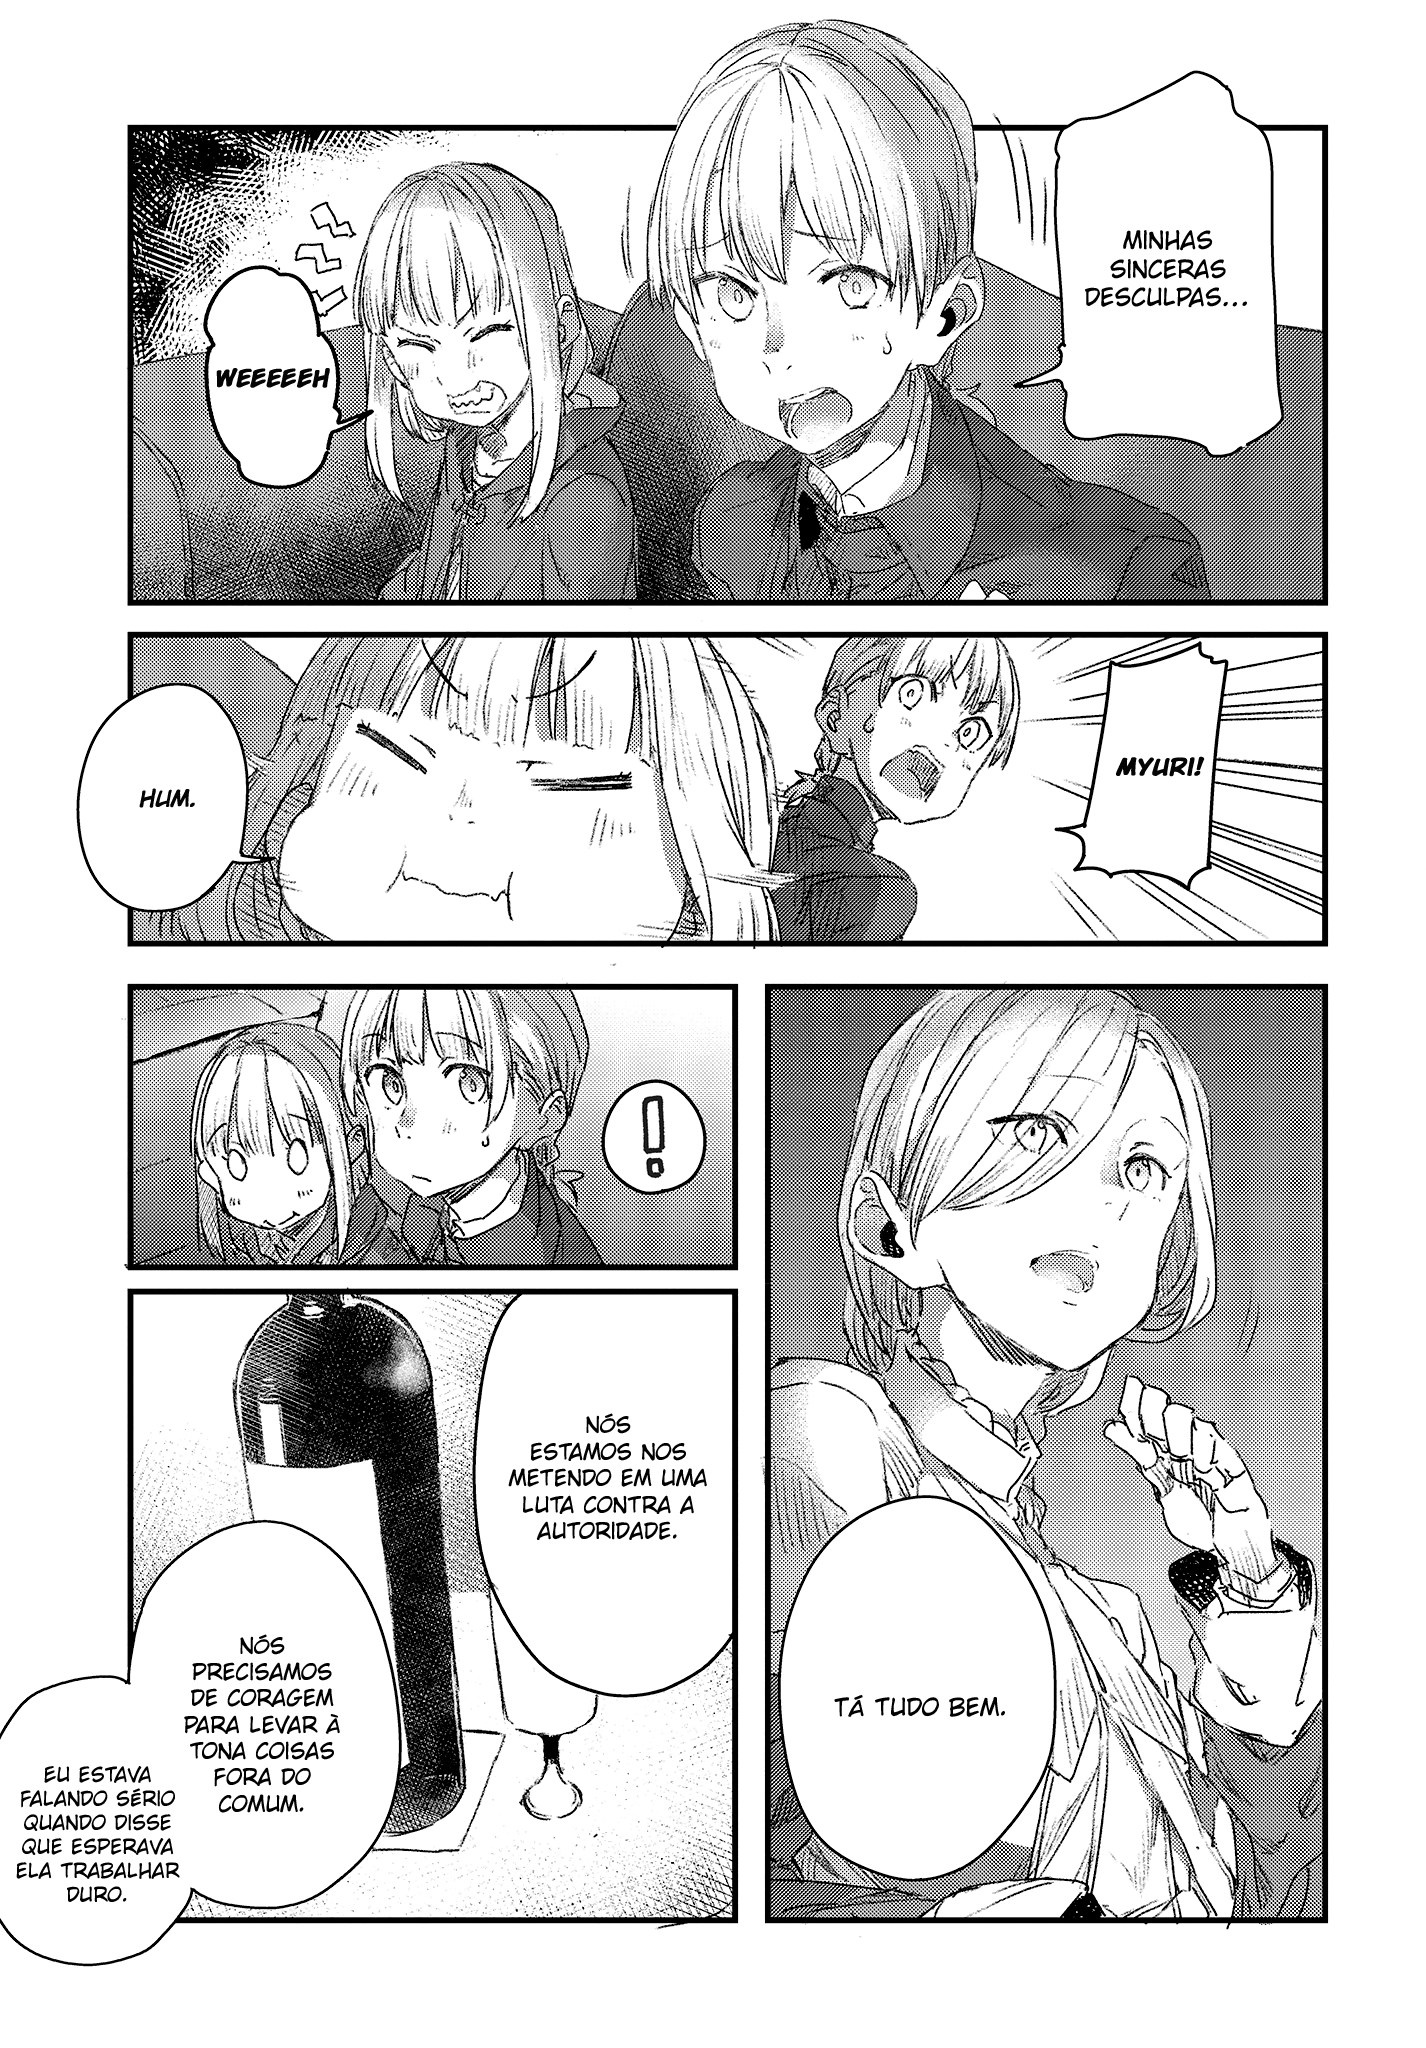 MINHAS
SINCERAS
DESCULPAS...
WEEEEEH
MYURI!
HUM.
TÁ TUDO BEM.
!
NÓS
ESTAMOS NOS
METENDO EM UMA
LUTA CONTRA A
AUTORIDADE.
NÓS
PRECISAMOS
DE CORAGEM
PARA LEVAR À
TONA COISAS
FORA DO
COMUM.
EU ESTAVA
FALANDO SÉRIO
QUANDO DISSE
QUE ESPERAVA
ELA TRABALHAR
DURO.